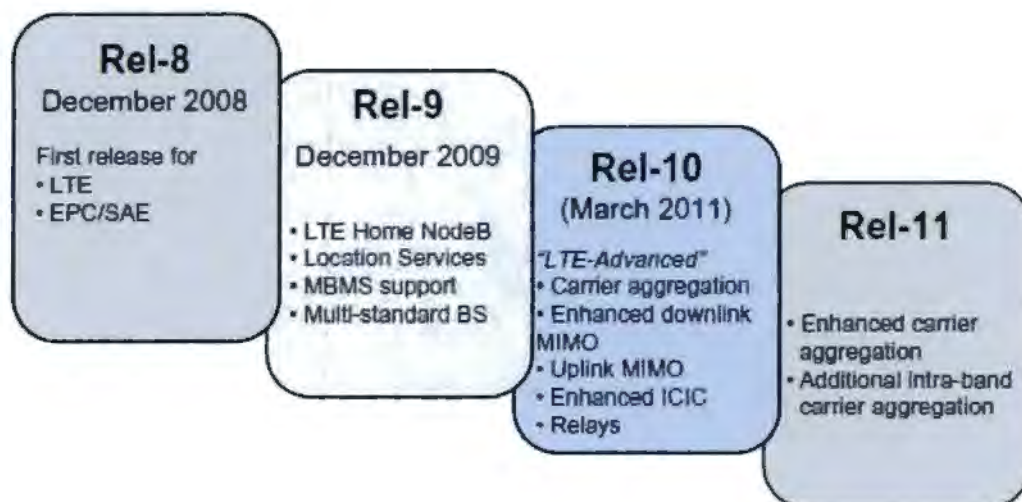 Rel-8
December 2008
First release for
• LTE
• EPC/SAE
Rel-9
December 2009
• LTE Home NodeB
• Location Services
• MBMS support
• Multi-standard BS
Rel-10
(March 2011)
"LTE-Advanced"
• Carrier aggregation
• Enhanced downlink
MIMO
• Uplink MIMO
• Enhanced ICIC
• Relays
Rel-11
• Enhanced carrier
aggregation
• Additional intra-band
carrier aggregation